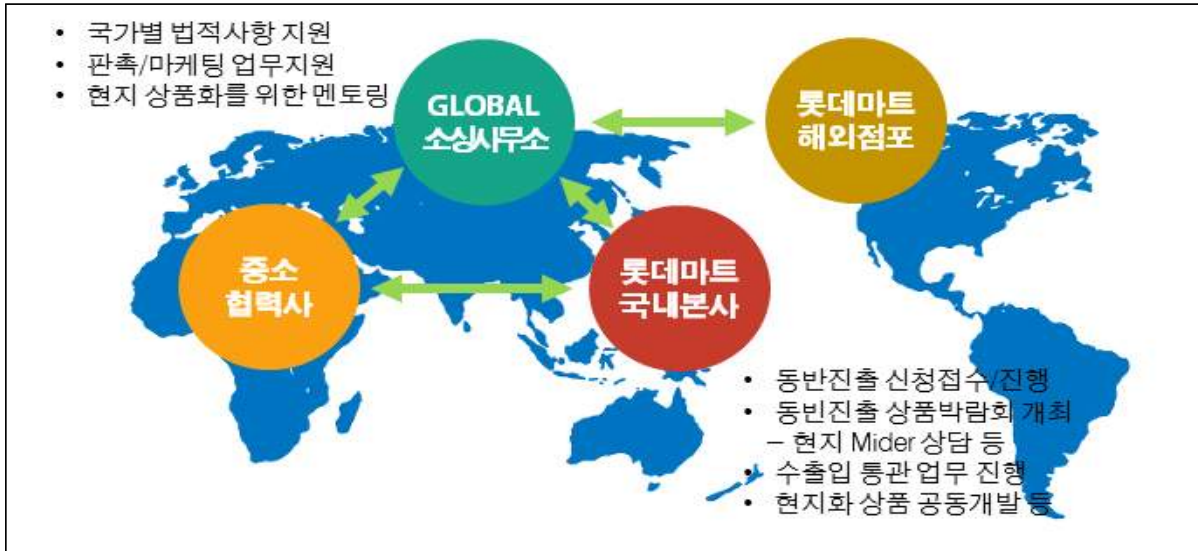 • 국가별 법적사항 지원
• 판촉/마케팅 업무지원
• 현지 상품화를 위한 멘토링
GLOBAL
소싱사무소
롯데마트
해외점포
중소
협력사
롯데마트
국내본사
• 동반진출 신청접수/진행
• 동빈진출 상품박람회 개최
– 현지 Mider 상담 등
• 수출입 통관 업무 진행
• 현지화 상품 공동개발 등